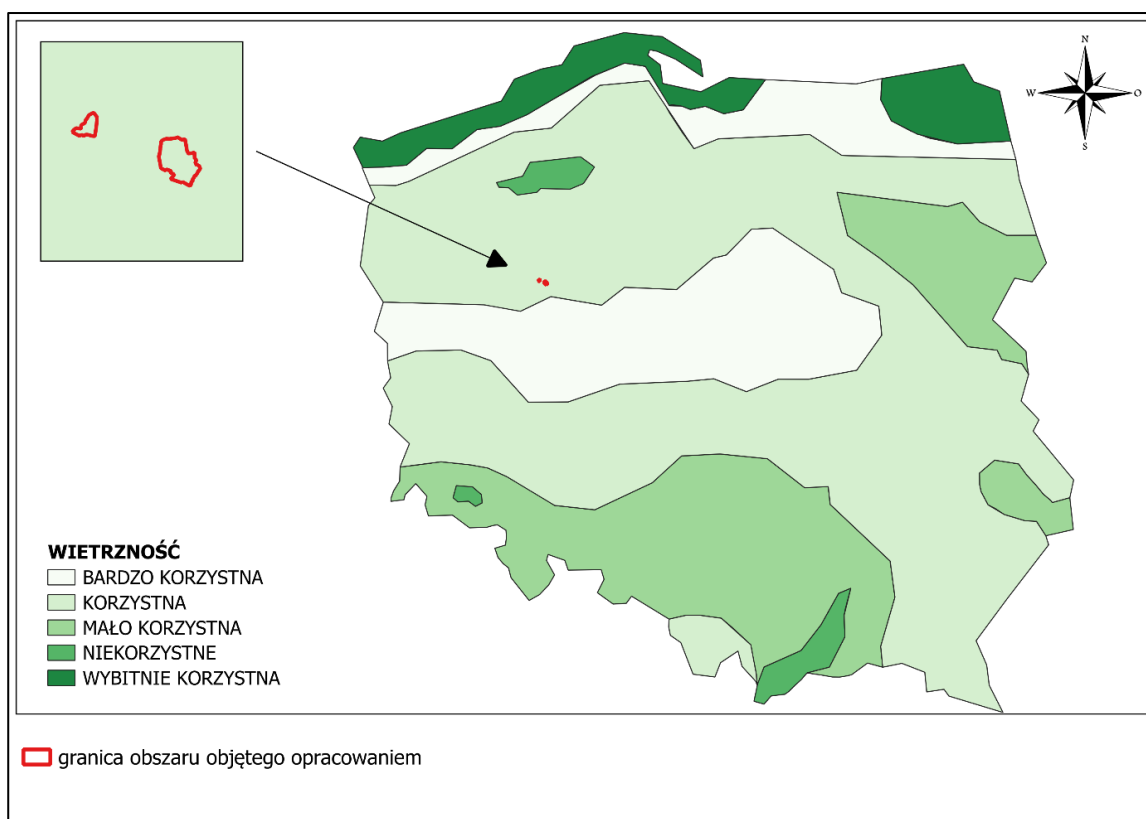 N
W
O
S
WIETRZNOŚĆ
BARDZO KORZYSTNA
KORZYSTNA
MAŁO KORZYSTNA
NIEKORZYSTNE
WYBITNIE KORZYSTNA
granica obszaru objętego opracowaniem